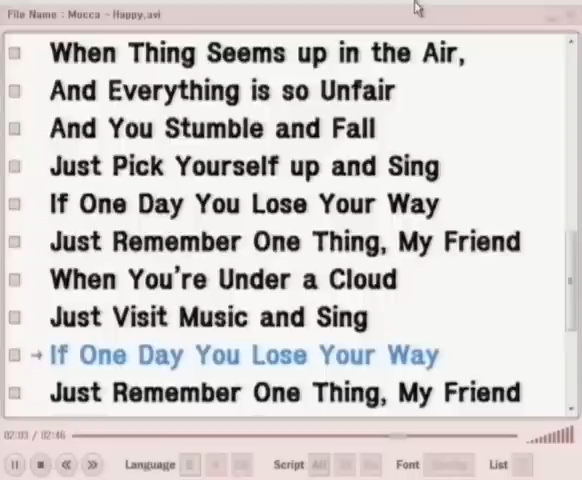 File Name : Mocca - Happy.avi
When Thing Seems up in the Air,
And Everything is so Unfair
And You Stumble and Fall
Just Pick Yourself up and Sing
If One Day You Lose Your Way
Just Remember One Thing, My Friend
When You're Under a Cloud
Just Visit Music and Sing
→ If One Day You Lose Your Way
Just Remember One Thing, My Friend
02:03 / 02:46
Language Script All Font List